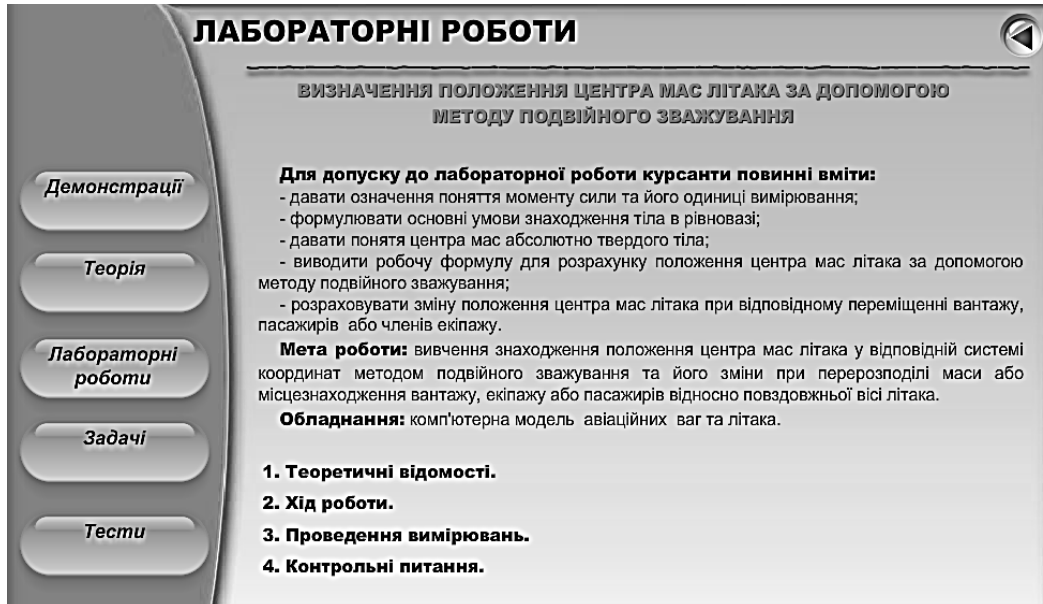 ЛАБОРАТОРНІ РОБОТИ
ВИЗНАЧЕННЯ ПОЛОЖЕННЯ ЦЕНТРА МАС ЛІТАКА ЗА ДОПОМОГОЮ
МЕТОДУ ПОДВІЙНОГО ЗВАЖУВАННЯ
Демонстрації
Теорія
Лабораторні
роботи
Задачі
Тести
Для допуску до лабораторної роботи курсанти повинні вміти:
- давати означення поняття моменту сили та його одиниці вимірювання;
- формулювати основні умови знаходження тіла в рівновазі;
- давати понятя центра мас абсолютно твердого тіла;
- виводити робочу формулу для розрахунку положення центра мас літака за допомогою
методу подвійного зважування;
- розраховувати зміну положення центра мас літака при відповідному переміщенні вантажу,
пасажирів або членів екіпажу.
Мета роботи: вивчення знаходження положення центра мас літака у відповідній системі
координат методом подвійного зважування та його зміни при перерозподілі маси або
місцезнаходження вантажу, екіпажу або пасажирів відносно повздовжньої вісі літака.
Обладнання: комп'ютерна модель авіаційних ваг та літака.
1. Теоретичні відомості.
2. Хід роботи.
3. Проведення вимірювань.
4. Контрольні питання.